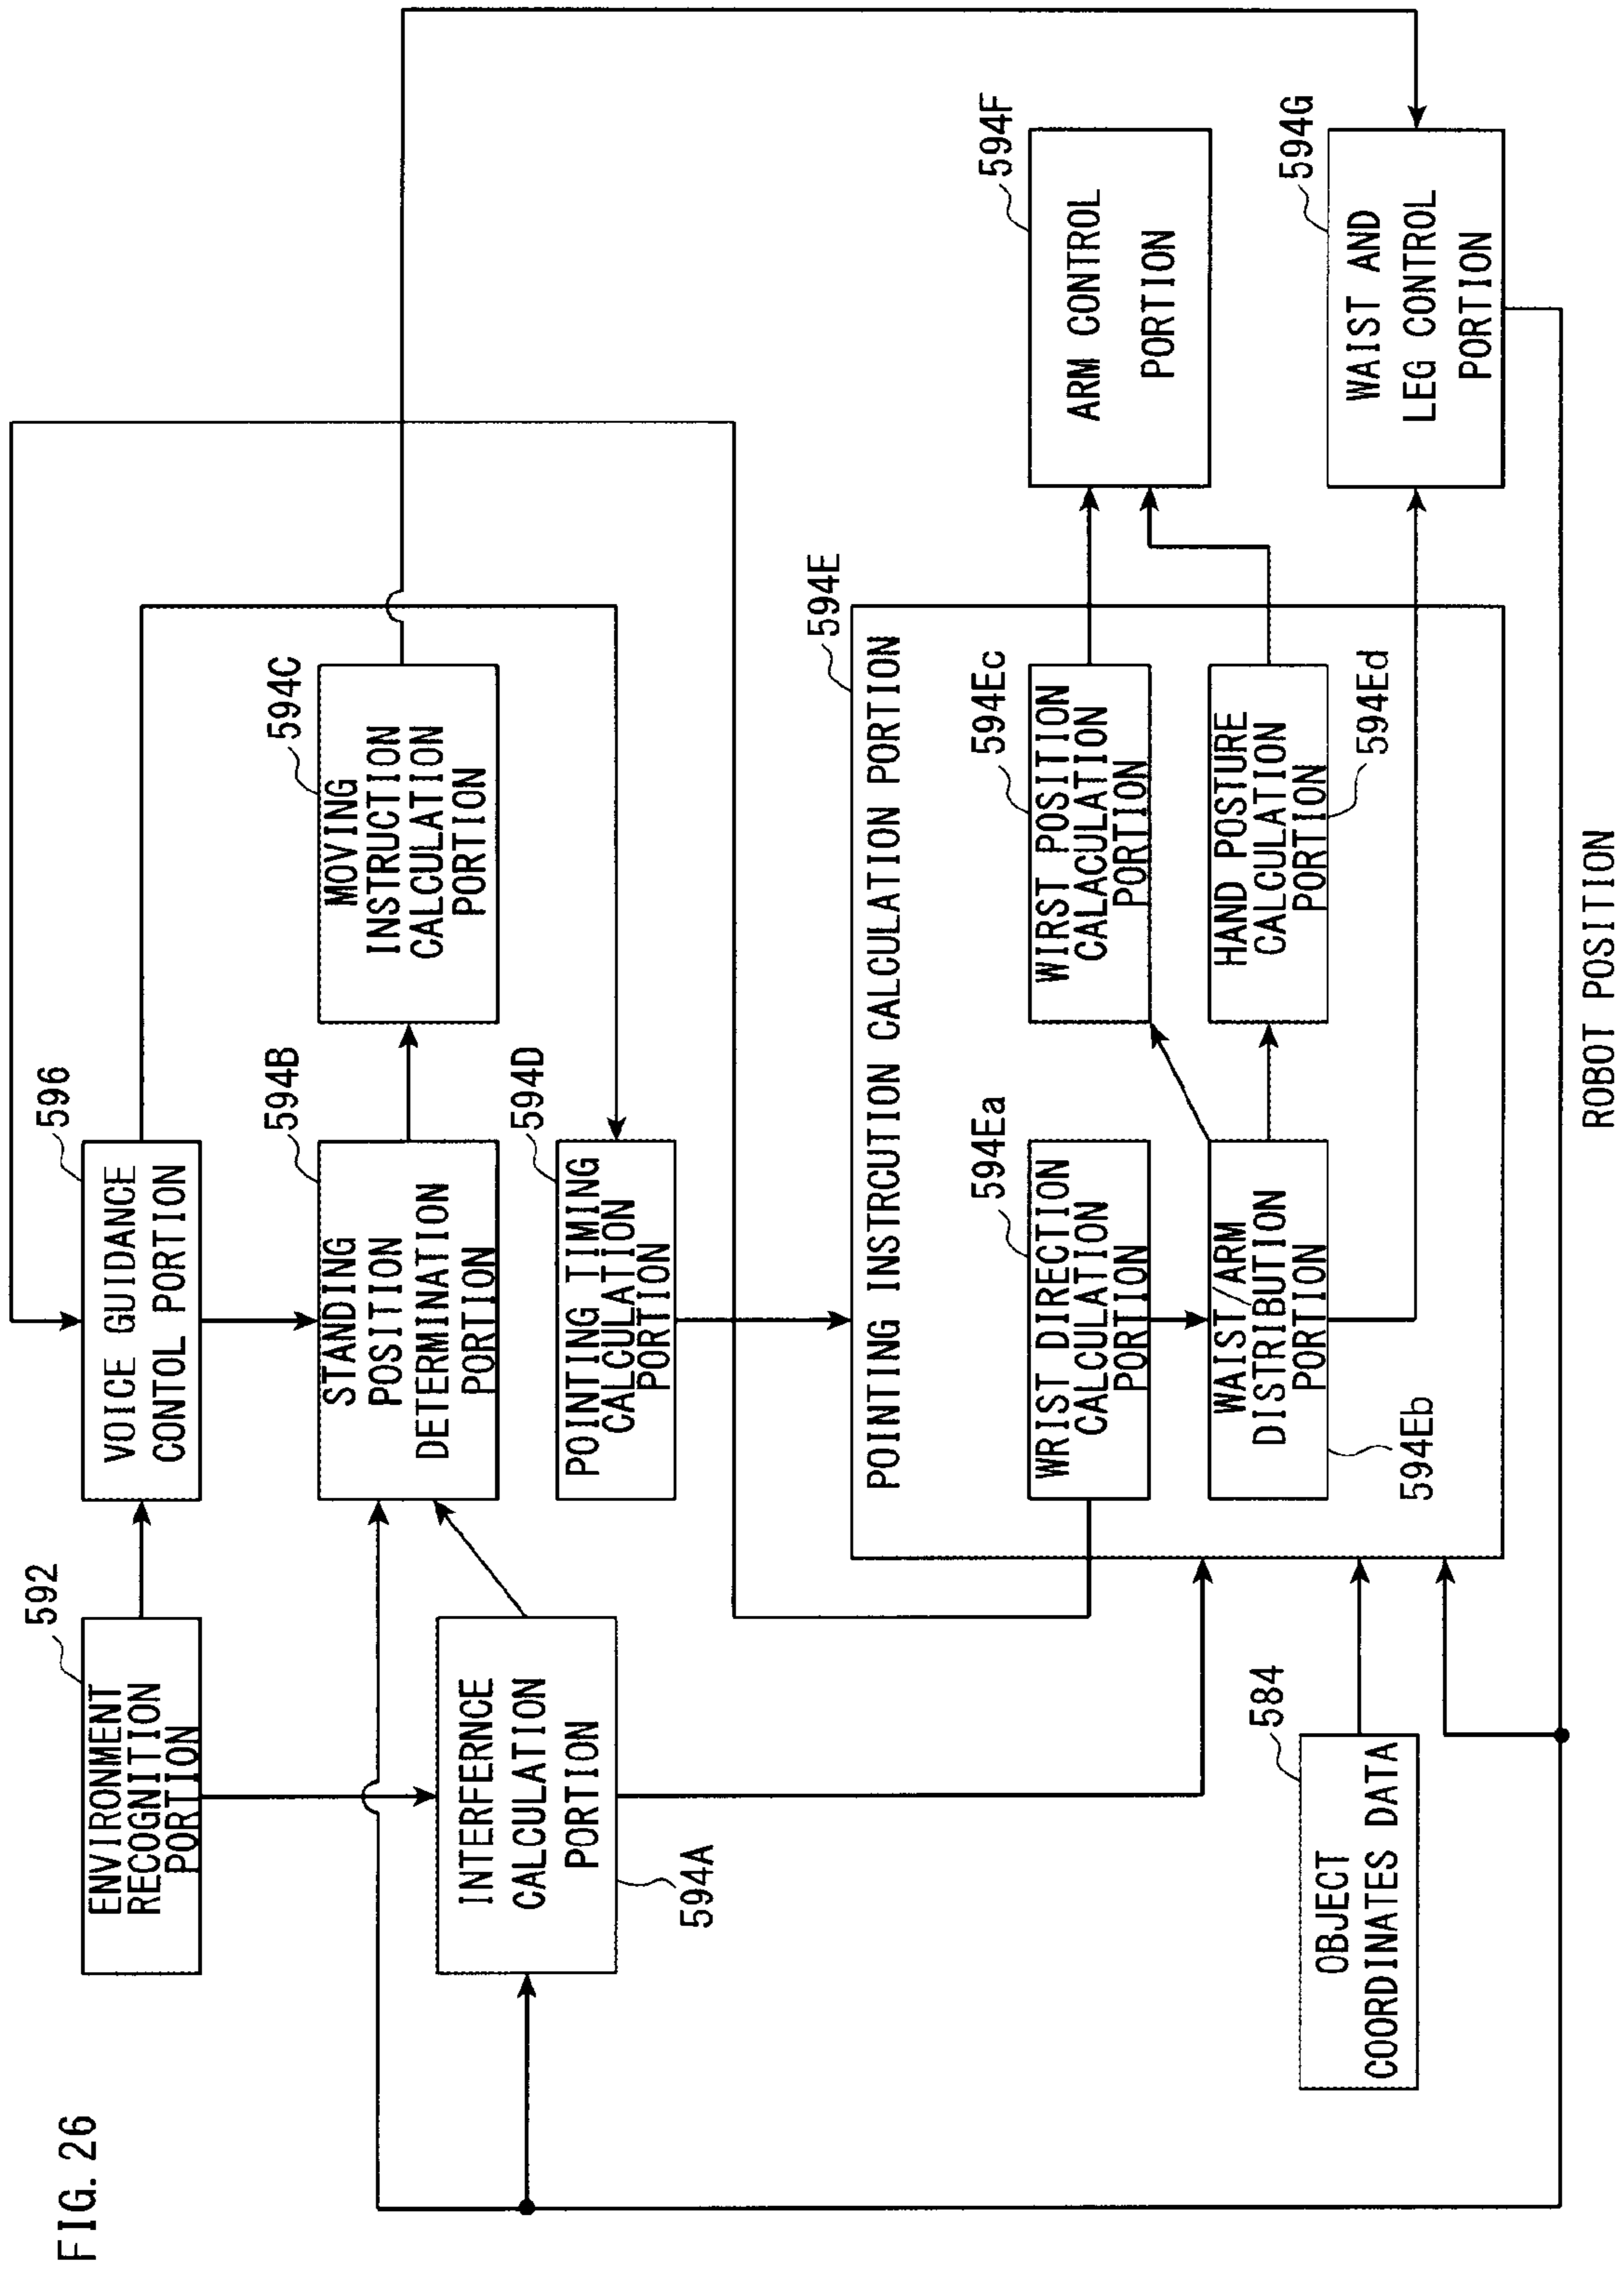 FIG. 26
592
ENVIRONMENT
RECOGNITION
PORTION
596
VOICE GUIDANCE
CONTOL PORTION
594B
STANDING
POSITION
DETERMINATION
PORTION
594C
MOVING
INSTRUCTION
CALCULATION
PORTION
INTERFERNCE
CALCULATION
PORTION
594A
594D
POINTING TIMING
CALCULATION
PORTION
594E
POINTING INSTRCUTION CALCULATION PORTION
594Ea
WRIST DIRECTION
CALCULATION
PORTION
594Ec
WIRST POSITION
CALACULATION
PORTION
594F
ARM CONTROL
PORTION
WAIST/ARM
DISTRIBUTION
PORTION
594Eb
HAND POSTURE
CALCULATION
PORTION
594Ed
594G
WAIST AND
LEG CONTROL
PORTION
584
OBJECT
COORDINATES DATA
ROBOT POSITION